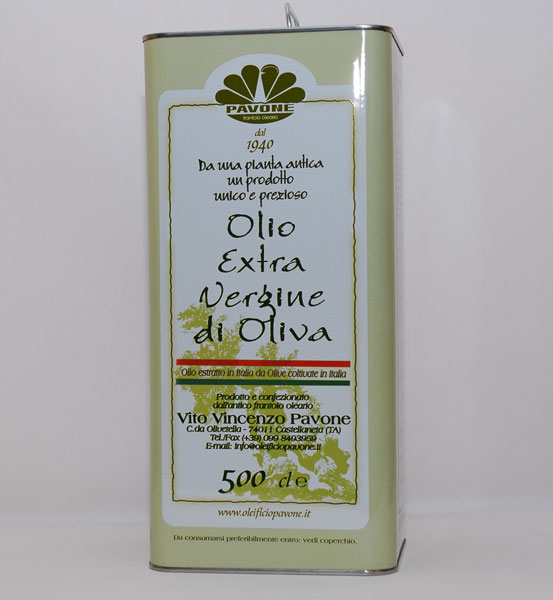 PAVONE
frantoio oleario
dal
1940
Da una pianta antica
un prodotto
unico e prezioso
Olio
Extra
Vergine
di Oliva
Olio estratto in Italia da Olive coltivate in Italia
Prodotto e confezionato
dall'antico frantoio oleario
Vito Vincenzo Pavone
C.da Olivetella - 74011 Castellaneta (TA)
Tel./Fax (+39) 099 8493959
E-mail: info@oleificiopavone.it
500 cl e
www.oleificiopavone.it
Da consumarsi preferibilmente entro: vedi coperchio.